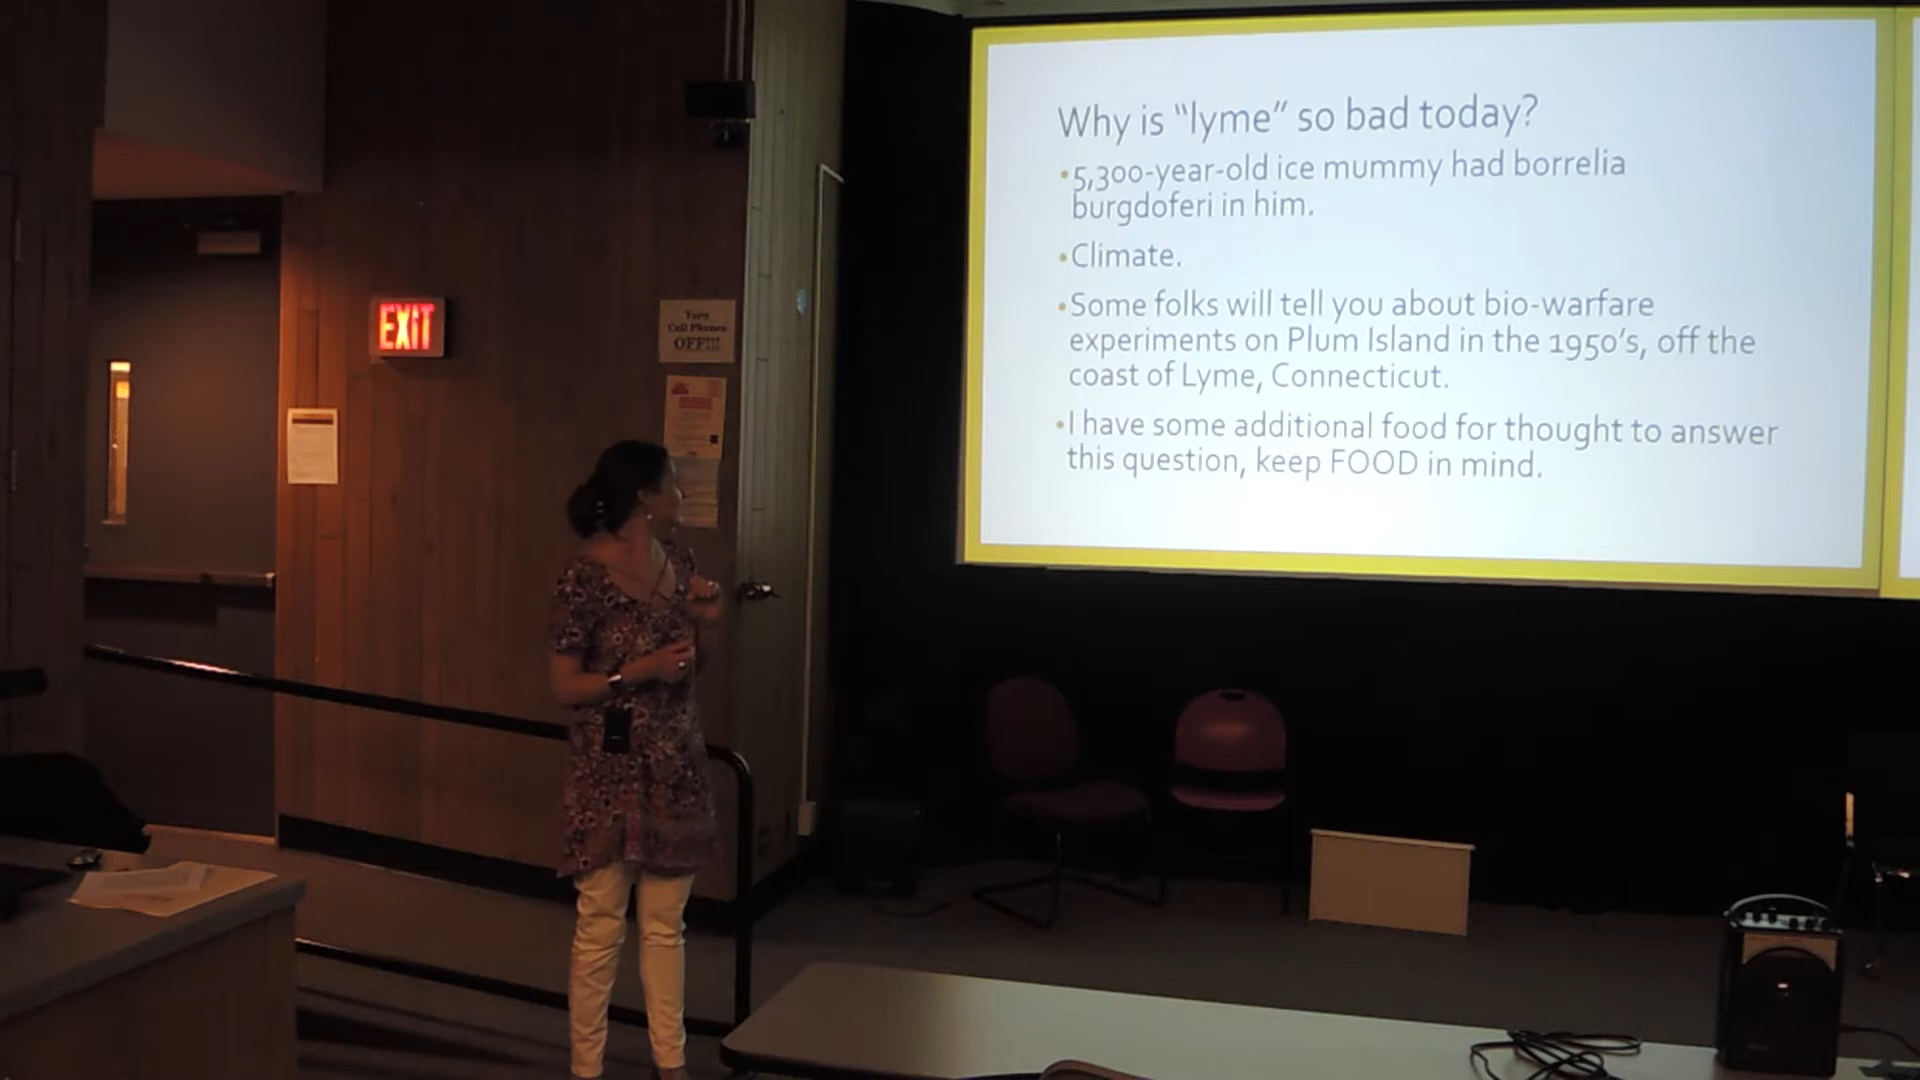 Why is “lyme” so bad today?
•5,300-year-old ice mummy had borrelia
burgdoferi in him.
•Climate.
•Some folks will tell you about bio-warfare
experiments on Plum Island in the 1950’s, off the
coast of Lyme, Connecticut.
•I have some additional food for thought to answer
this question, keep FOOD in mind.
EXIT
Turn
Cell Phones
OFF!!!